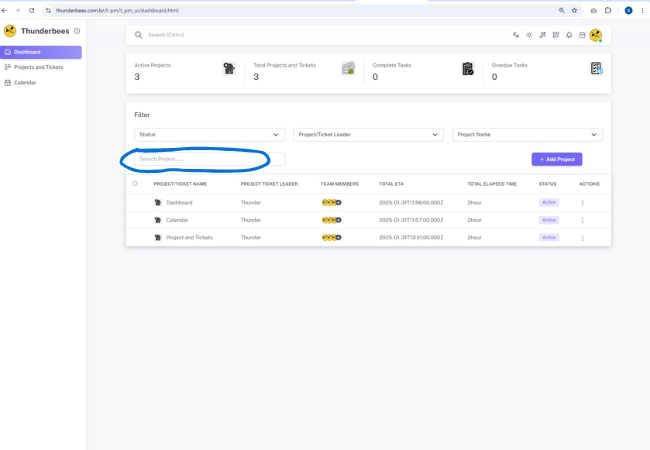 thunderbees.com.br/t-pm/t_pm_ui/dashboard.html
Thunderbees
Search (Ctrl+/)
Dashboard
Projects and Tickets
Calendar
Active Projects
3
Total Projects and Tickets
3
Complete Tasks
0
Overdue Tasks
0
Filter
Status
Project/Ticket Leader
Project Name
Search Project .....
+ Add Project
PROJECT/TICKET NAME PROJECT TICKET LEADER TEAM MEMBERS TOTAL ETA TOTAL ELAPSED TIME STATUS ACTIONS
Dashboard Thunder 2025-01-31T11:56:00.000Z 2hour Active
Calendar Thunder 2025-01-31T11:57:00.000Z 2hour Active
Project and Tickets Thunder 2025-01-31T13:31:00.000Z 2hour Active